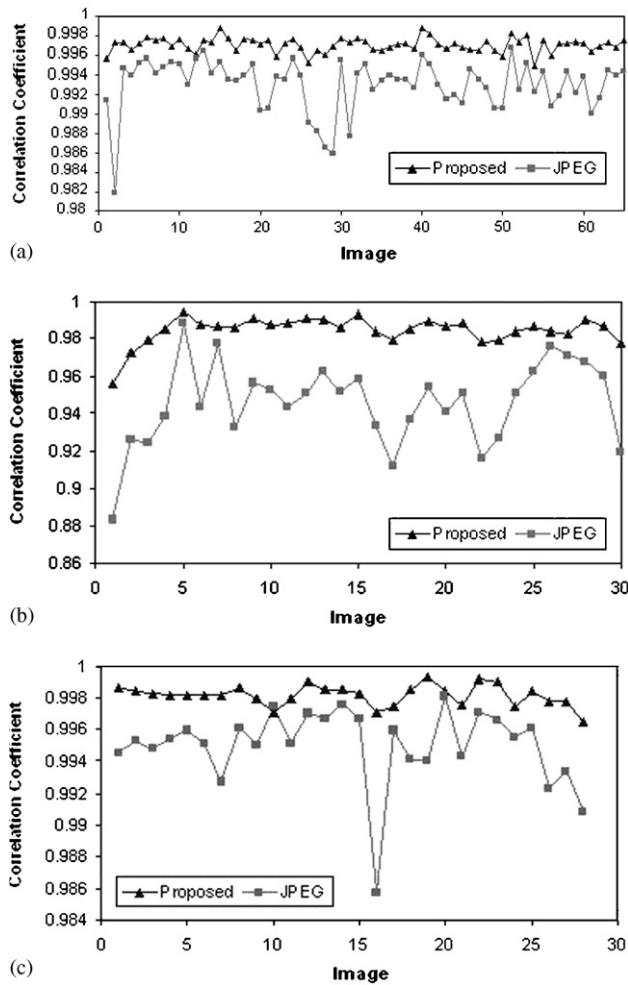 Correlation Coefficient
1
0.998
0.996
0.994
0.992
0.99
0.988
0.986
0.984
0.982
0.98
Proposed JPEG
0 10 20 30 40 50 60
Image
(a)
Correlation Coefficient
1
0.98
0.96
0.94
0.92
0.9
0.88
0.86
Proposed JPEG
0 5 10 15 20 25 30
Image
(b)
Correlation Coefficient
1
0.998
0.996
0.994
0.992
0.99
0.988
0.986
0.984
Proposed JPEG
0 5 10 15 20 25 30
Image
(c)